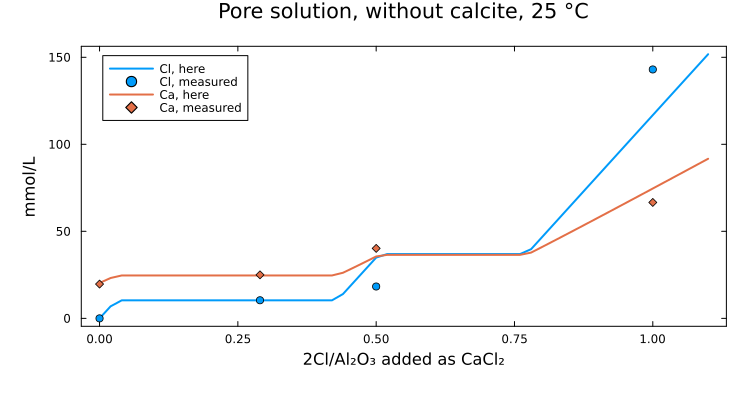 Pore solution, without calcite, 25 °C
150
100
50
0
mmol/L
Cl, here
Cl, measured
Ca, here
Ca, measured
0.00 0.25 0.50 0.75 1.00
2Cl/Al₂O₃ added as CaCl₂